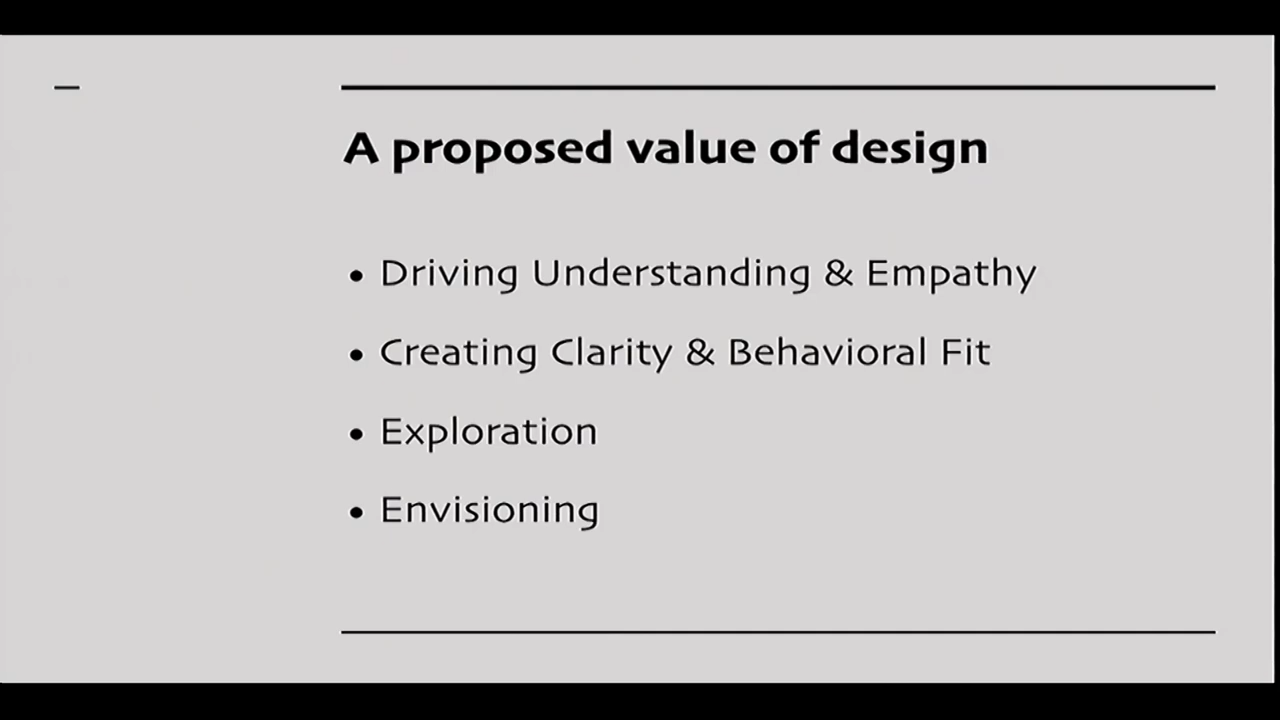 A proposed value of design
• Driving Understanding & Empathy
• Creating Clarity & Behavioral Fit
• Exploration
• Envisioning